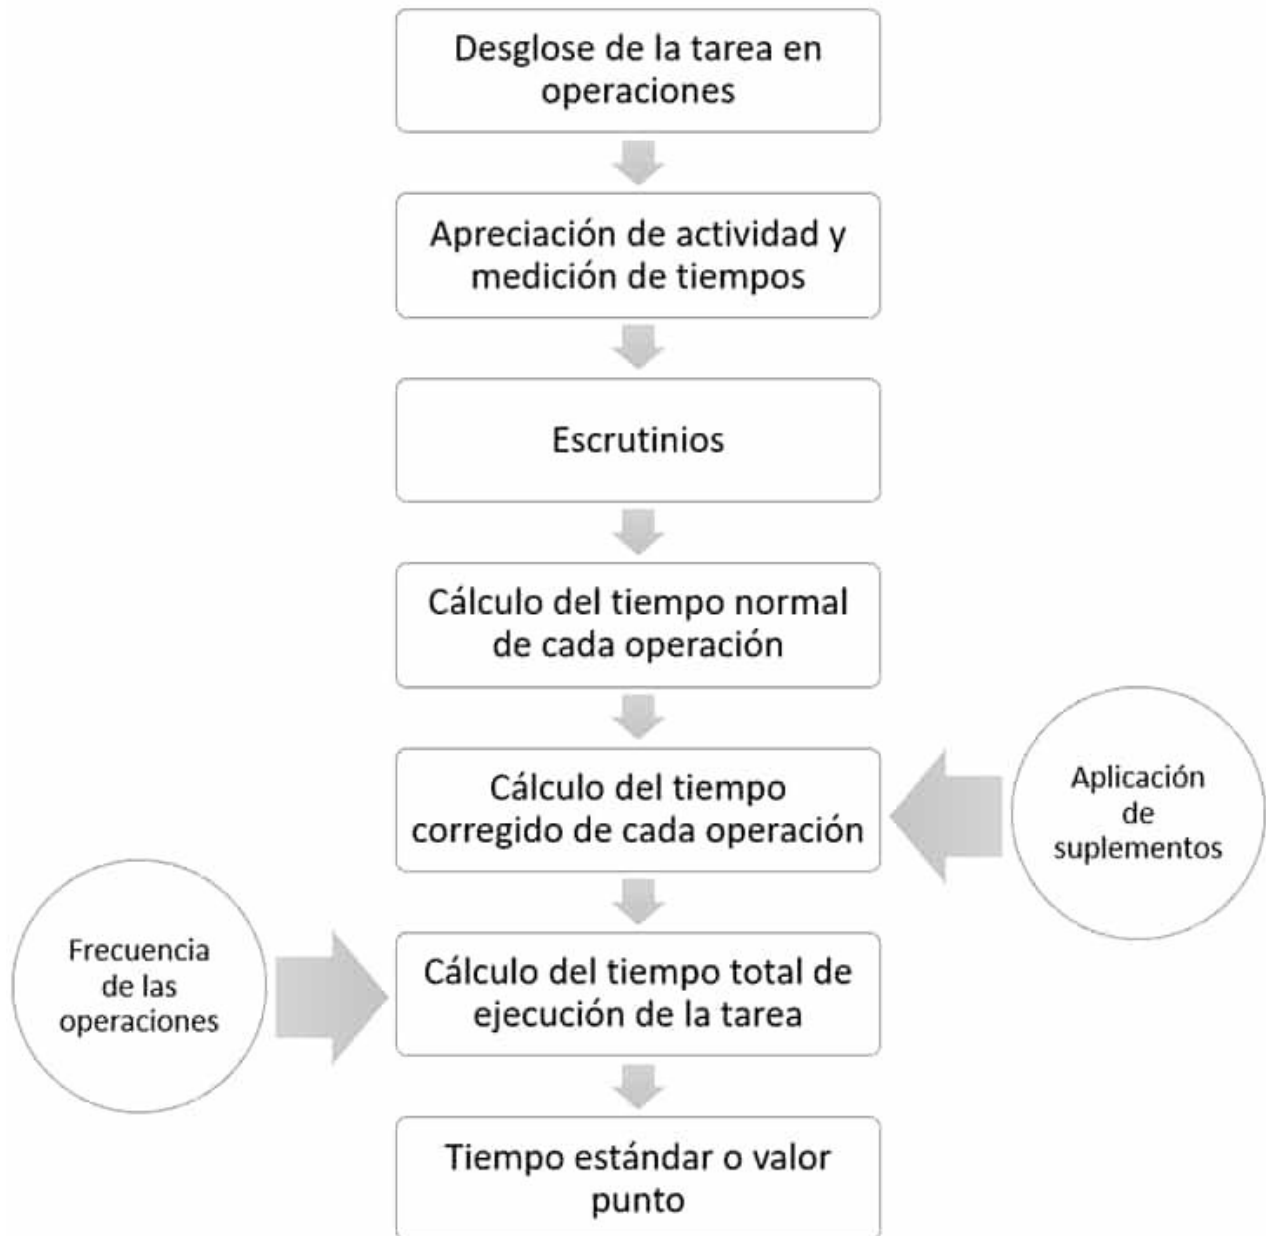 Desglose de la tarea en
operaciones
Apreciación de actividad y
medición de tiempos
Escrutinios
Cálculo del tiempo normal
de cada operación
Cálculo del tiempo
corregido de cada operación
Aplicación
de
suplementos
Frecuencia
de las
operaciones
Cálculo del tiempo total de
ejecución de la tarea
Tiempo estándar o valor
punto